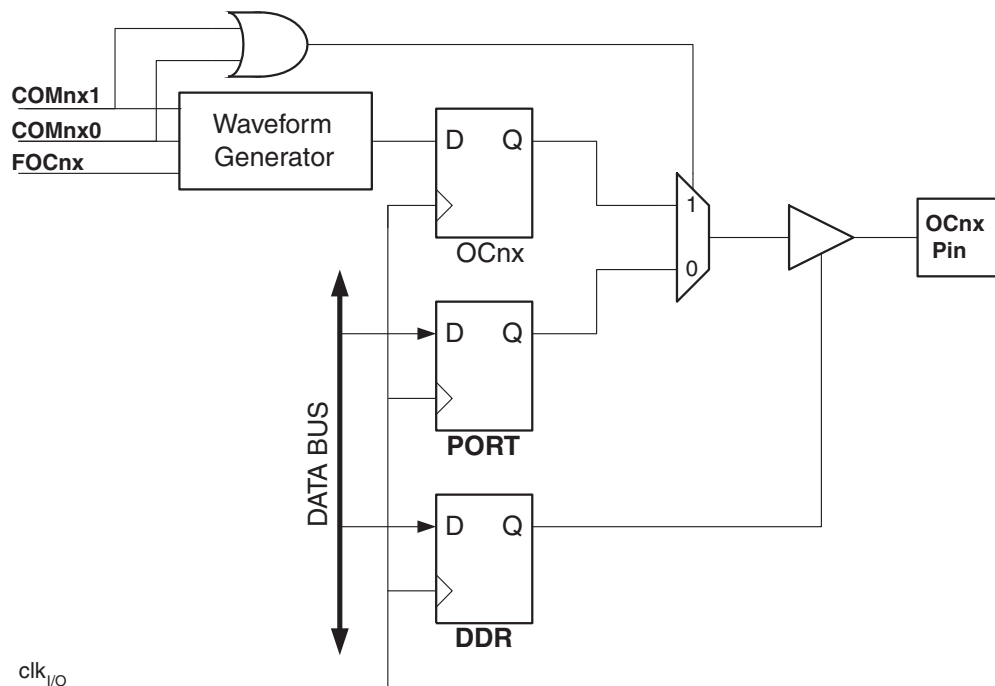 COMnx1
COMnx0
FOCnx
Waveform
Generator
D Q
OCnx
1
0
OCnx
Pin
D Q
PORT
D Q
DDR
DATA BUS
clkI/O